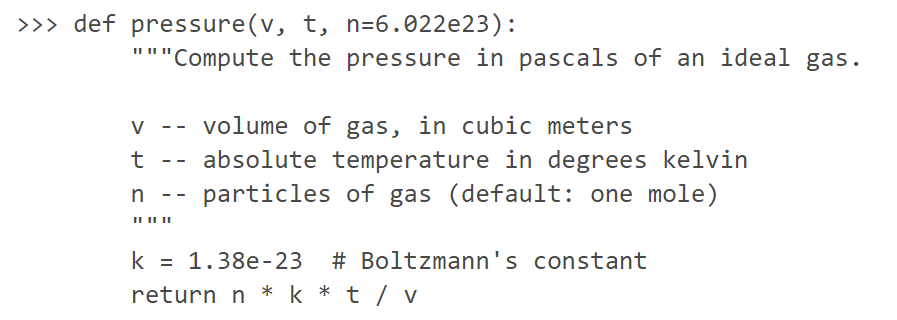 >>> def pressure(v, t, n=6.022e23):
        """Compute the pressure in pascals of an ideal gas.

        v -- volume of gas, in cubic meters
        t -- absolute temperature in degrees kelvin
        n -- particles of gas (default: one mole)
        """
        k = 1.38e-23  # Boltzmann's constant
        return n * k * t / v